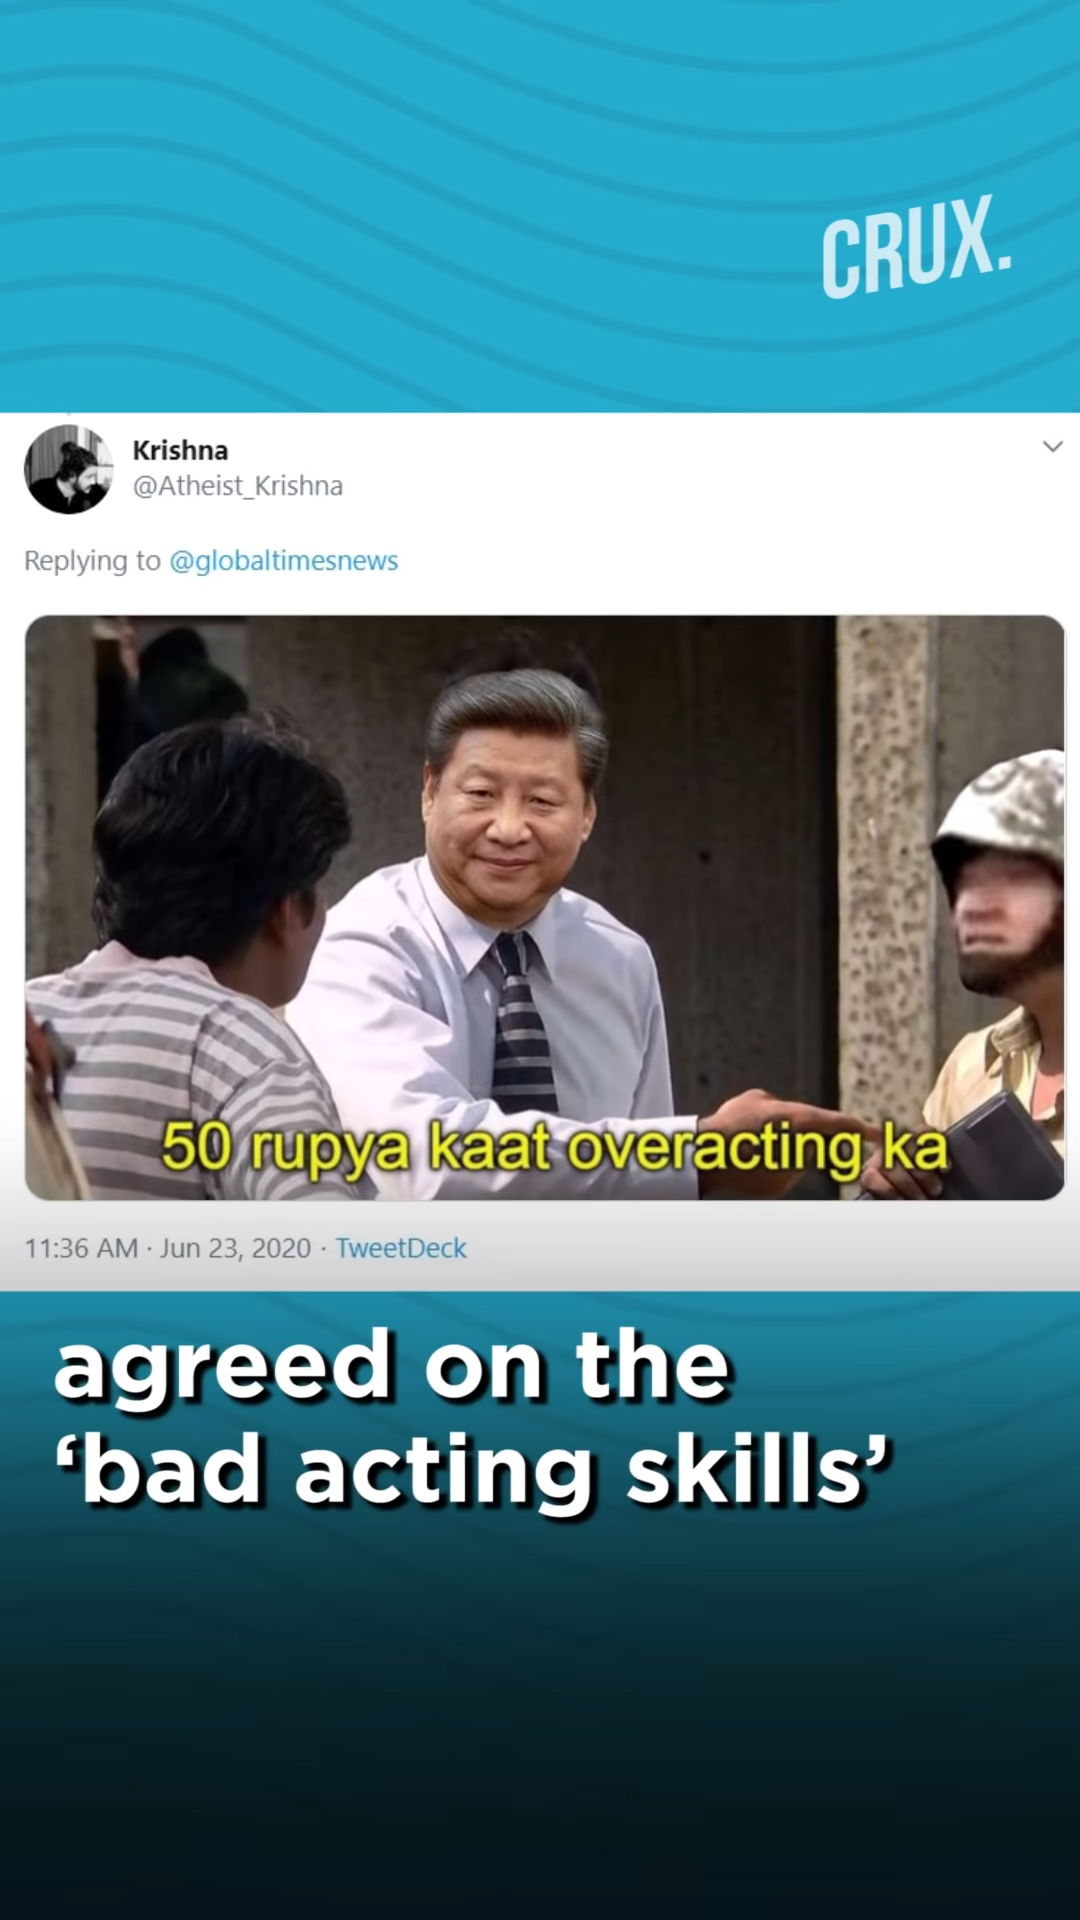 CRUX.
Krishna
@Atheist_Krishna
Replying to @globaltimesnews
50 rupya kaat overacting ka
11:36 AM · Jun 23, 2020 · TweetDeck
agreed on the
‘bad acting skills’